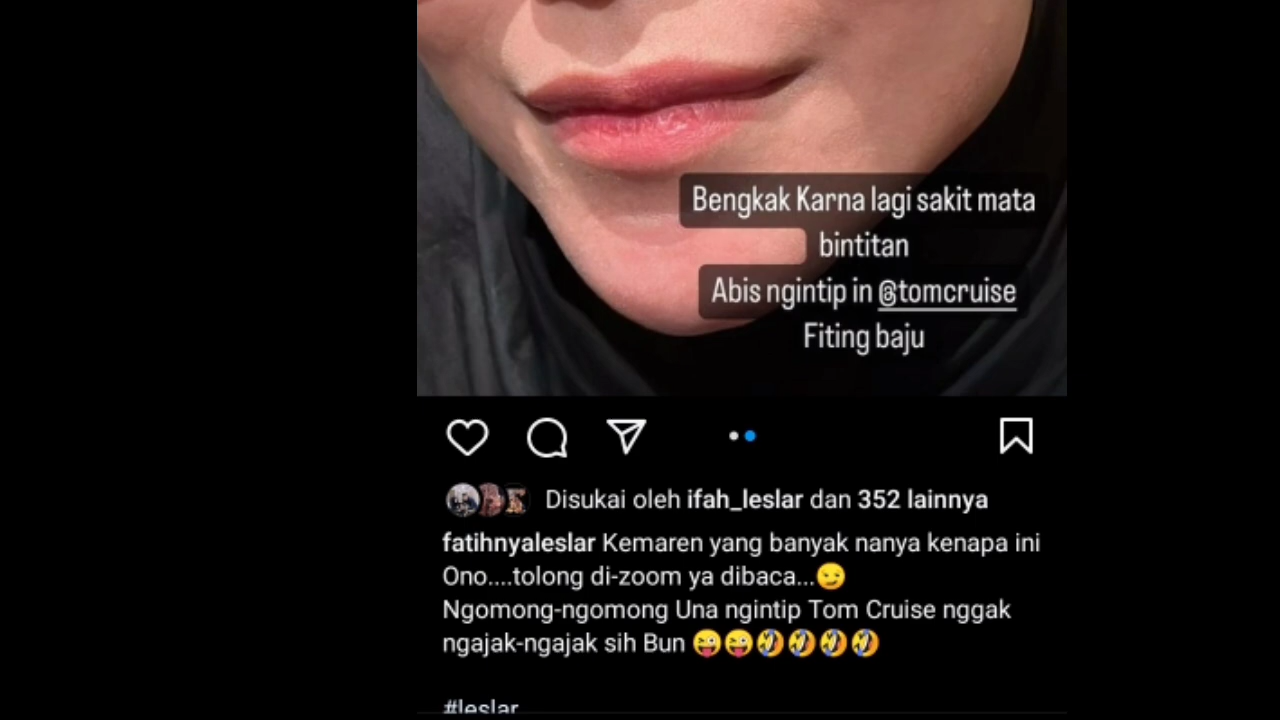 Bengkak Karna lagi sakit mata
bintitan
Abis ngintip in @tomcruise
Fiting baju
Disukai oleh ifah_leslar dan 352 lainnya
fatihnyaleslar Kemaren yang banyak nanya kenapa ini
Ono....tolong di-zoom ya dibaca...😏
Ngomong-ngomong Una ngintip Tom Cruise nggak
ngajak-ngajak sih Bun 😜😜🤣🤣🤣🤣
#leslar